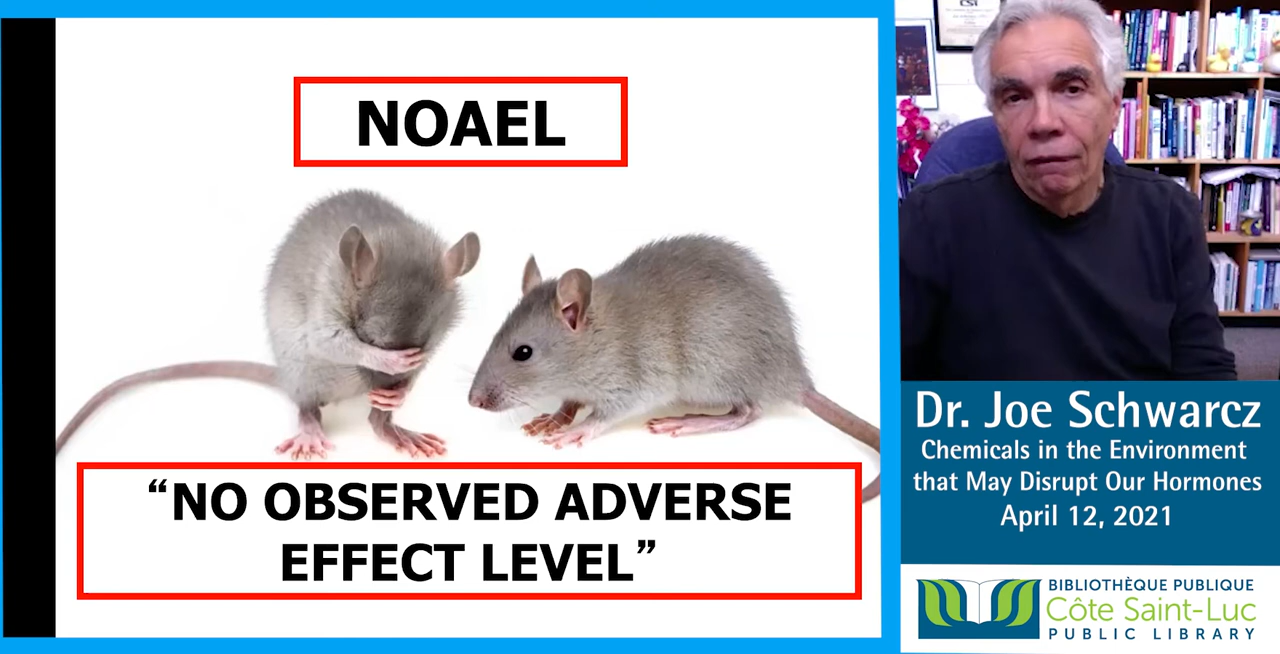 NOAEL
“NO OBSERVED ADVERSE
EFFECT LEVEL”
CSI
Dr. Joe Schwarcz
Chemicals in the Environment
that May Disrupt Our Hormones
April 12, 2021
BIBLIOTHÈQUE PUBLIQUE
Côte Saint-Luc
PUBLIC LIBRARY